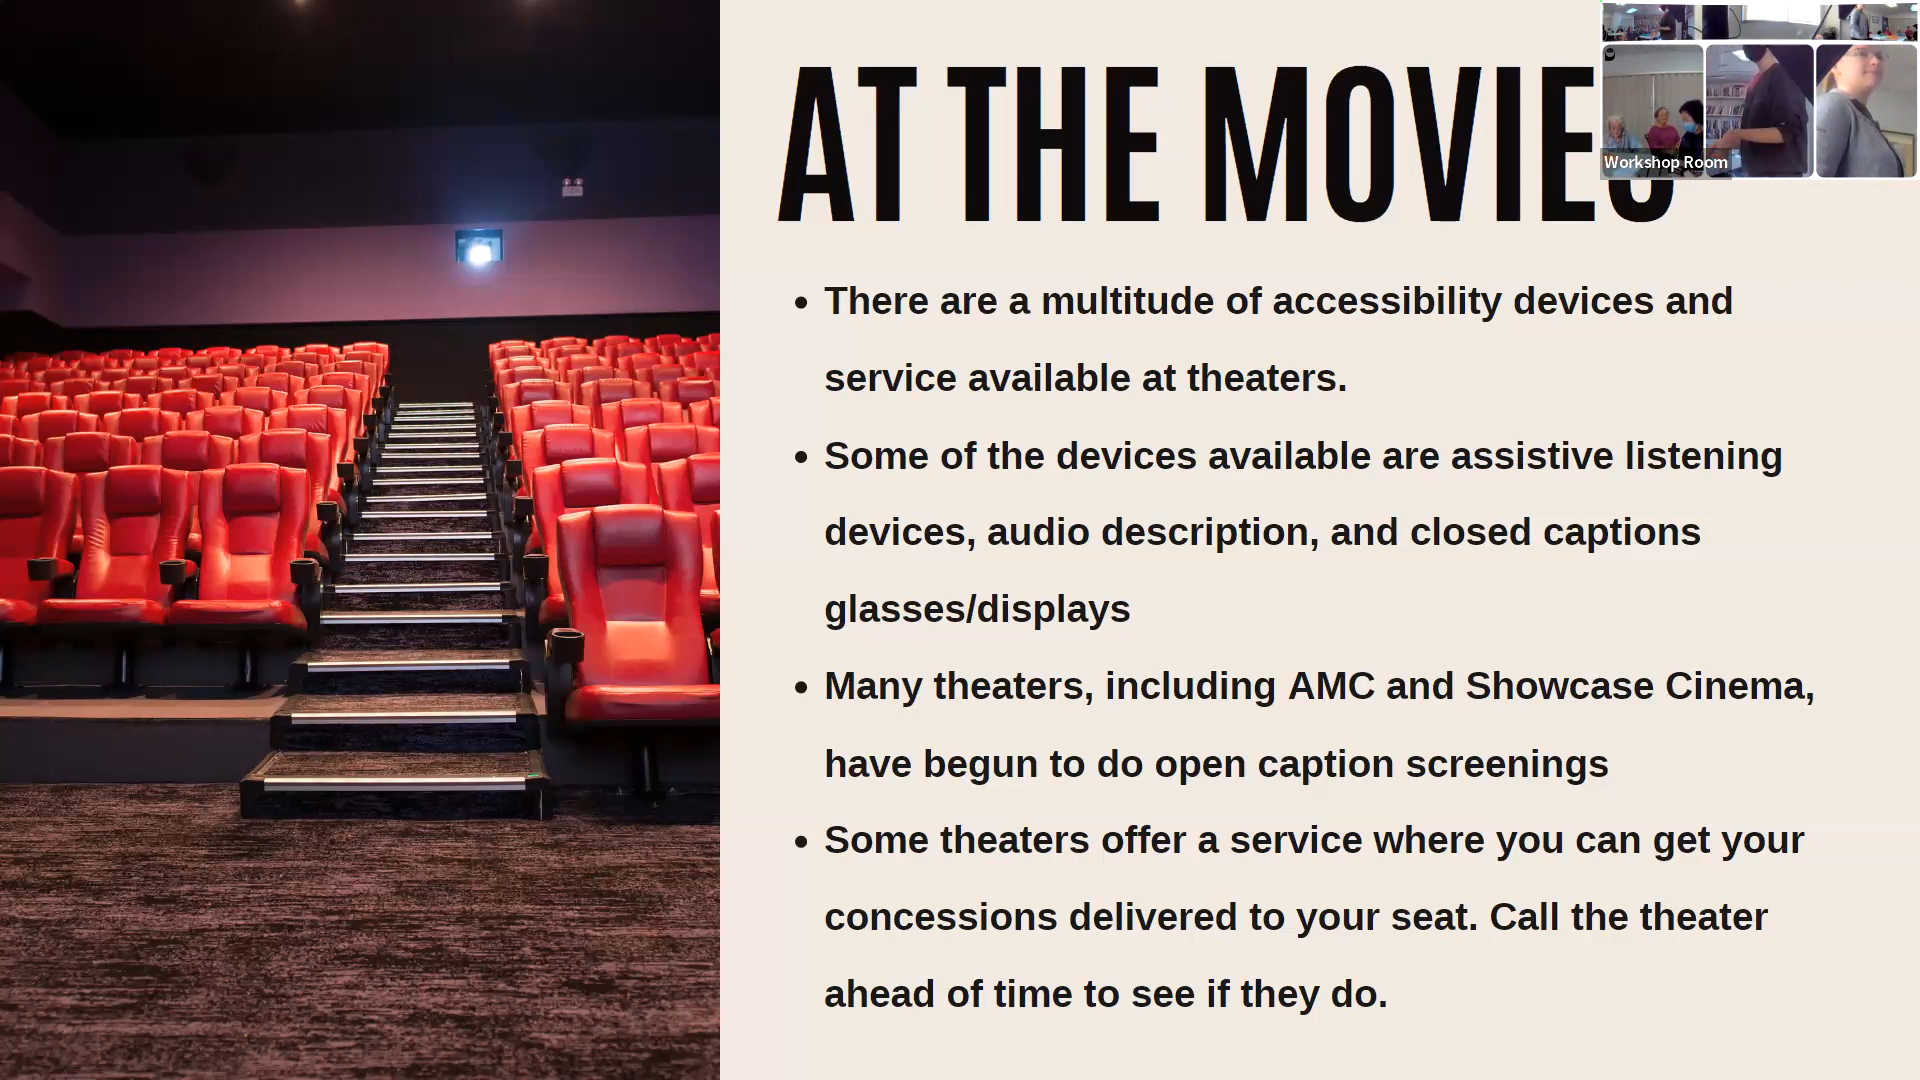 AT THE MOVIES
Workshop Room
• There are a multitude of accessibility devices and
service available at theaters.
• Some of the devices available are assistive listening
devices, audio description, and closed captions
glasses/displays
• Many theaters, including AMC and Showcase Cinema,
have begun to do open caption screenings
• Some theaters offer a service where you can get your
concessions delivered to your seat. Call the theater
ahead of time to see if they do.